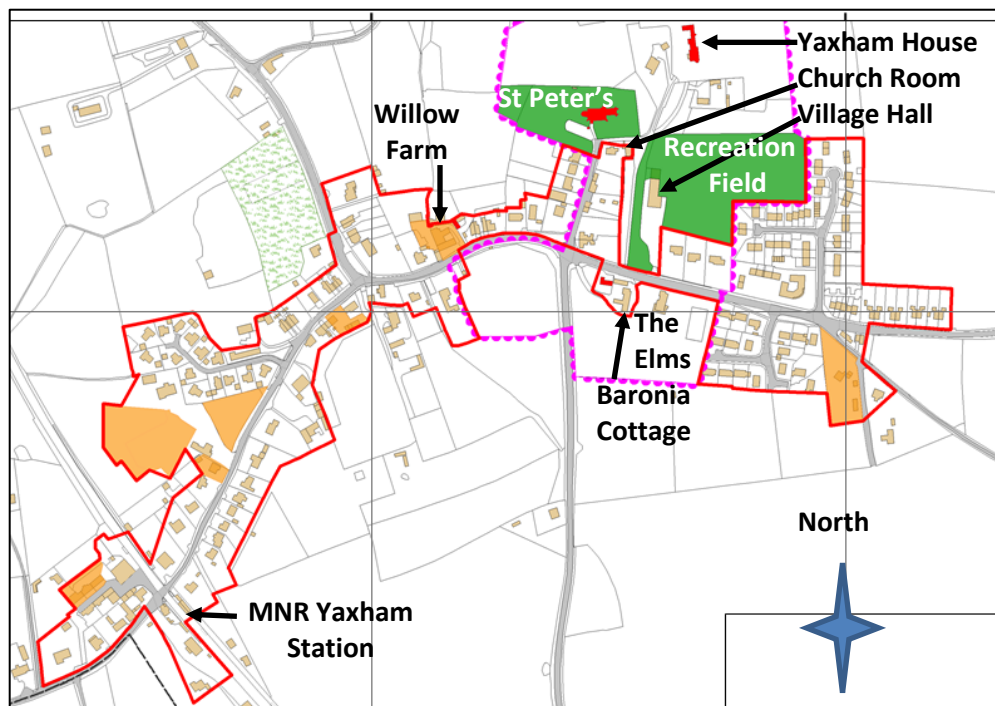 Yaxham House
Church Room
Village Hall
St Peter's
Willow
Farm
Recreation
Field
The
Elms
Baronia
Cottage
North
MNR Yaxham
Station